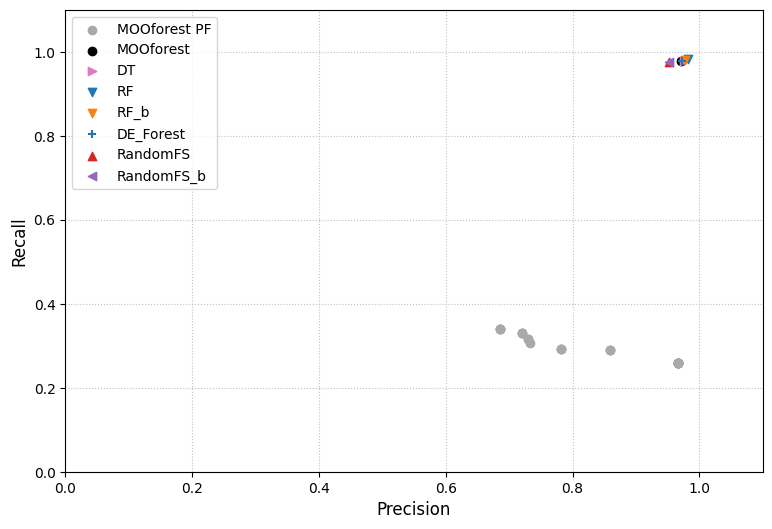 MOOforest PF
MOOforest
DT
RF
RF_b
DE_Forest
RandomFS
RandomFS_b
1.0
0.8
0.6
0.4
0.2
0.0
Recall
0.0 0.2 0.4 0.6 0.8 1.0
Precision